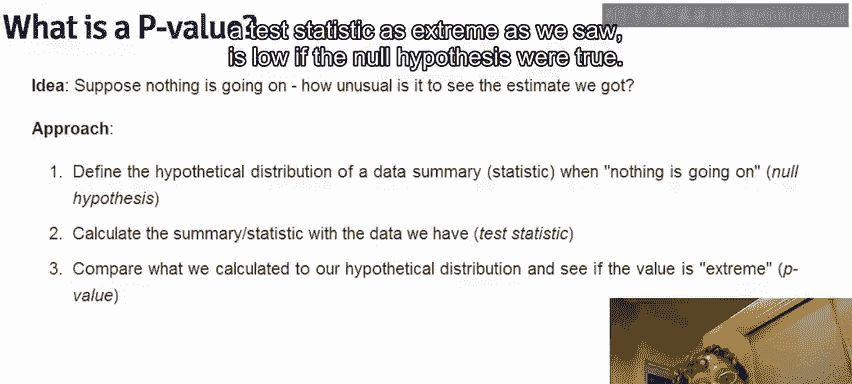 What is a P-value?
a test statistic as extreme as we saw,
is low if the null hypothesis were true.
Idea: Suppose nothing is going on - how unusual is it to see the estimate we got?
Approach:
1. Define the hypothetical distribution of a data summary (statistic) when "nothing is going on" (null
hypothesis)
2. Calculate the summary/statistic with the data we have (test statistic)
3. Compare what we calculated to our hypothetical distribution and see if the value is "extreme" (p-
value)